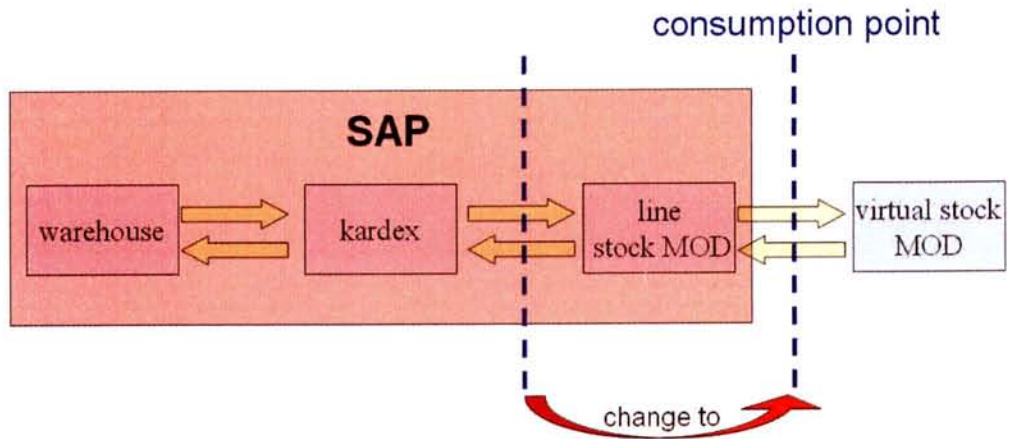 consumption point
SAP
warehouse
kardex
line
stock MOD
virtual stock
MOD
change to